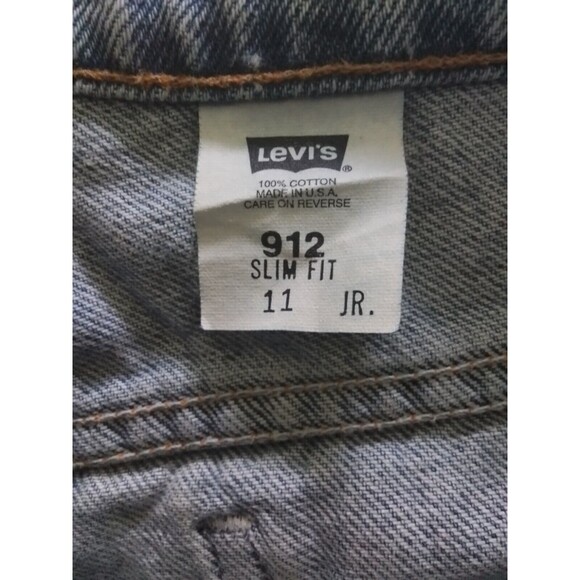 LEVI'S ®
100% COTTON
MADE IN U.S.A.
CARE ON REVERSE
912
SLIM FIT
11 JR.